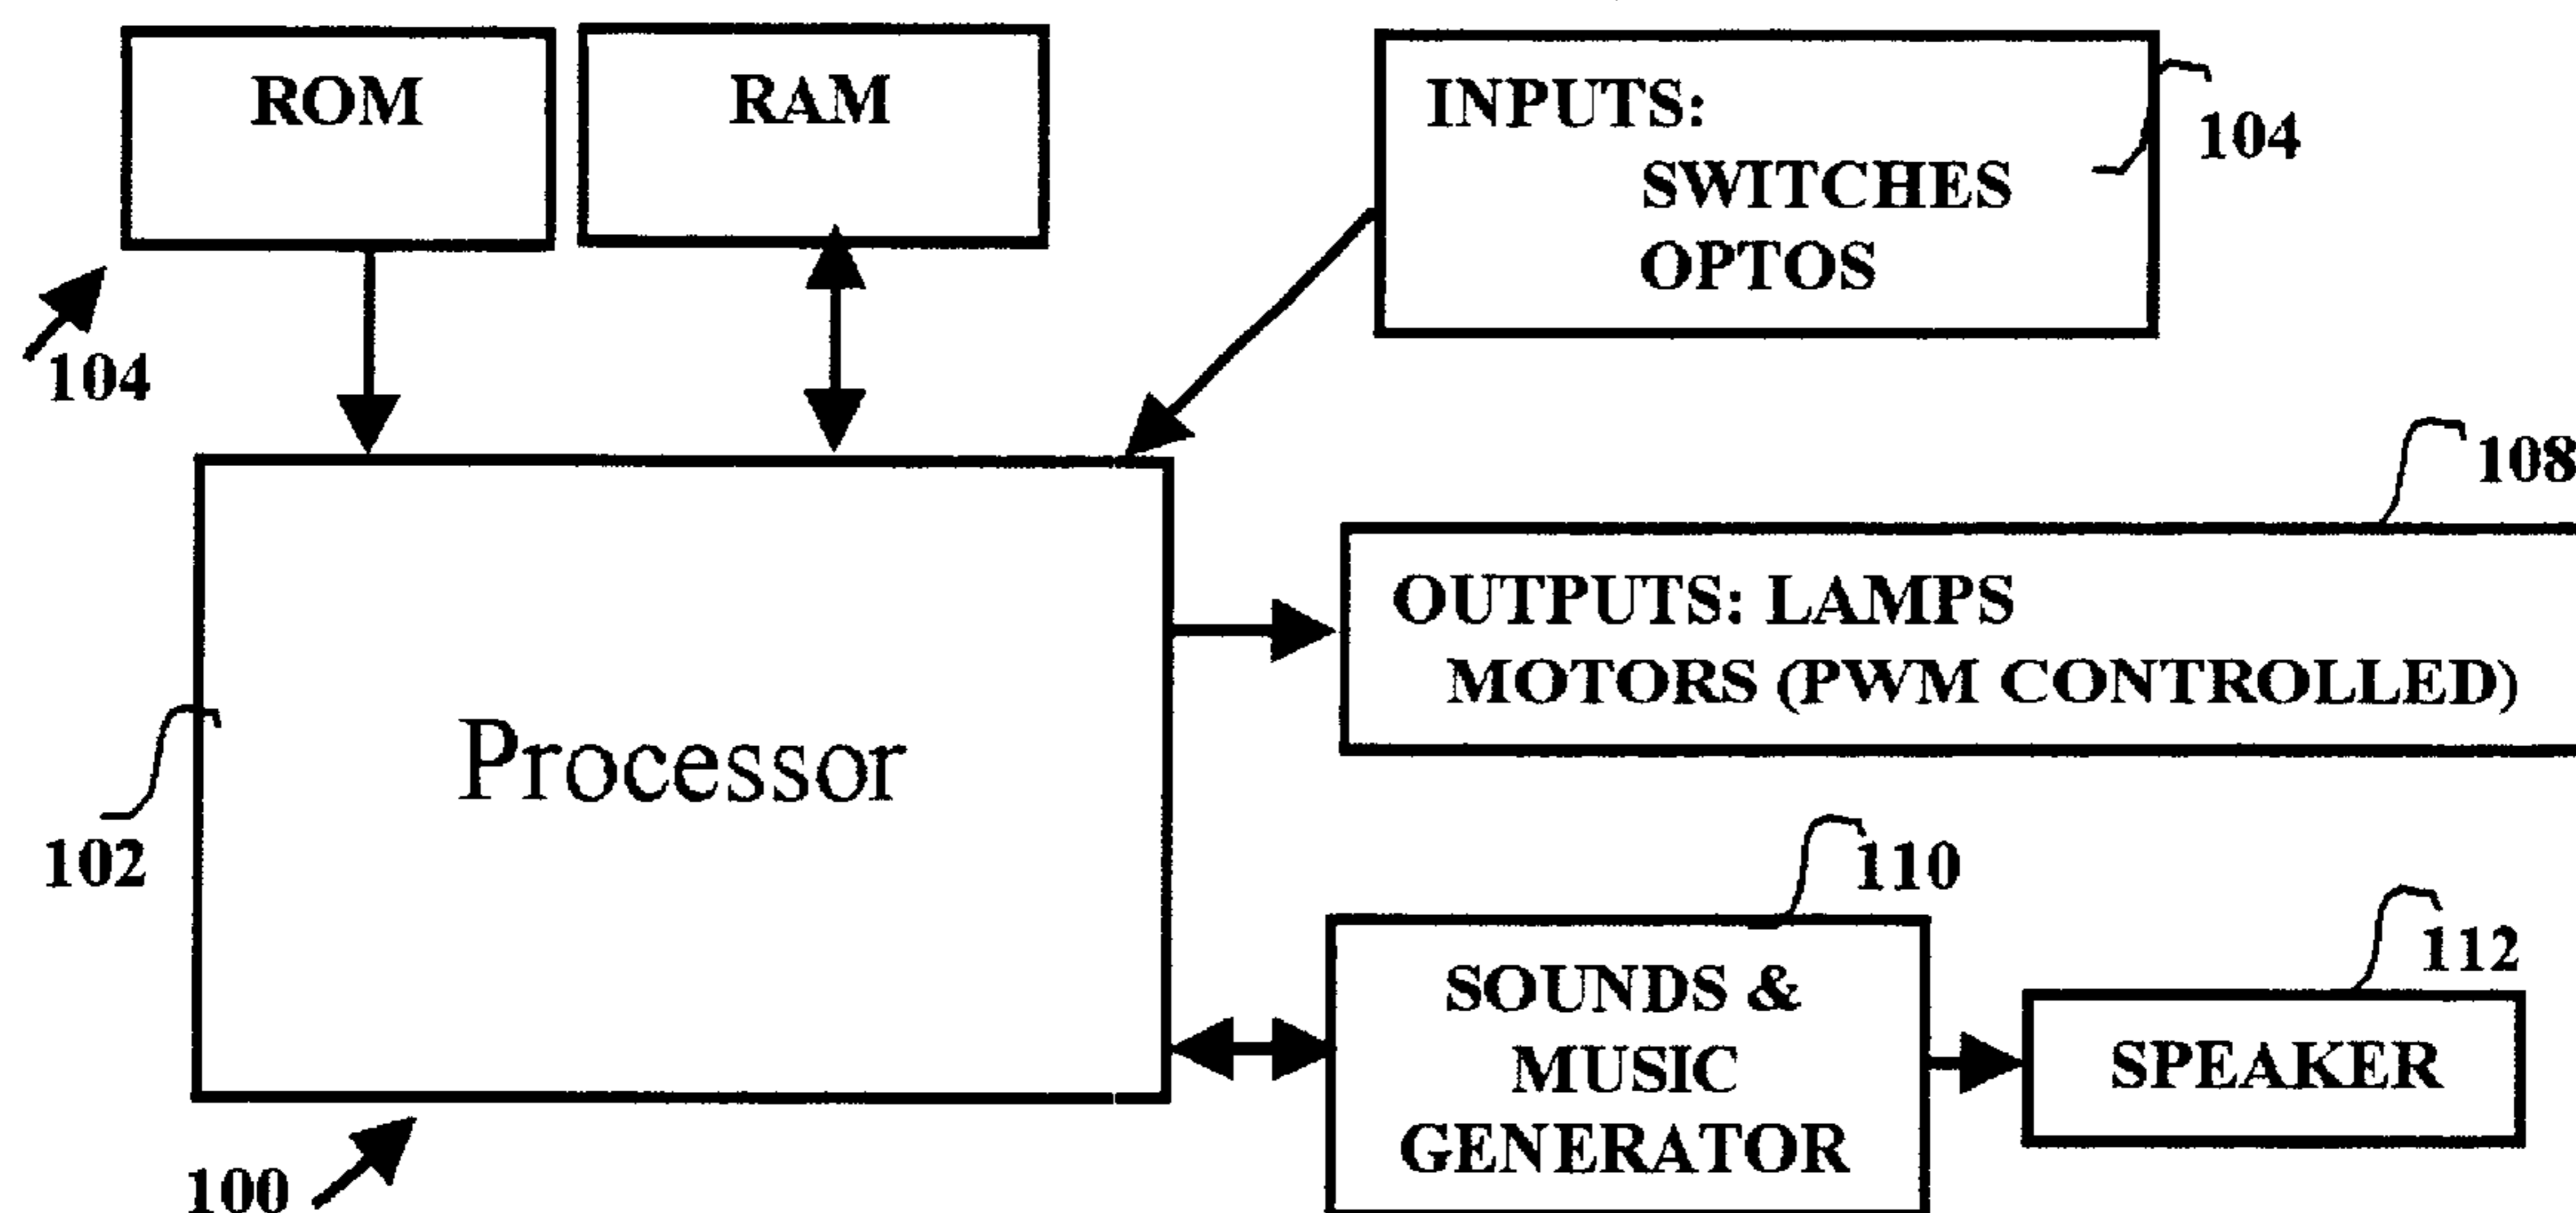 ROM
RAM
INPUTS:
SWITCHES
OPTOS
104
104
108
OUTPUTS: LAMPS
MOTORS (PWM CONTROLLED)
Processor
102
110
112
SOUNDS &
MUSIC
GENERATOR
SPEAKER
100